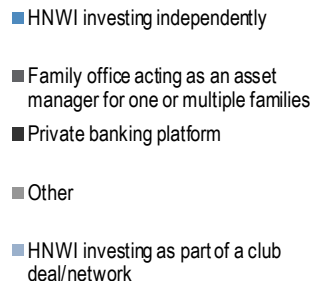 HNWI investing independently
Family office acting as an asset
manager for one or multiple families
Private banking platform
Other
HNWI investing as part of a club
deal/network